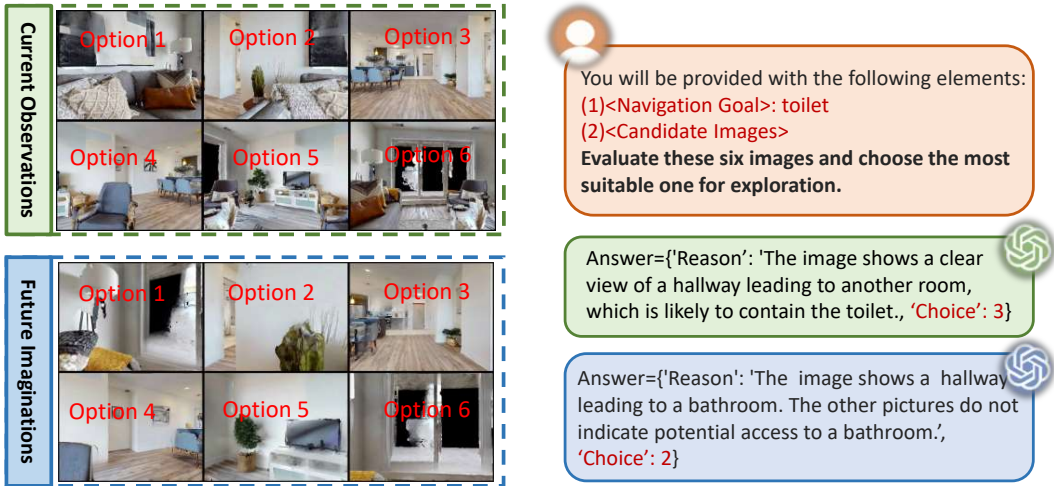 Current Observations
Option 1
Option 2
Option 3
Option 4
Option 5
Option 6
Future Imaginations
Option 1
Option 2
Option 3
Option 4
Option 5
Option 6
You will be provided with the following elements:
(1)<Navigation Goal>: toilet
(2)<Candidate Images>
Evaluate these six images and choose the most
suitable one for exploration.
Answer={'Reason’: 'The image shows a clear
view of a hallway leading to another room,
which is likely to contain the toilet., ‘Choice’: 3}
Answer={'Reason': 'The image shows a hallway
leading to a bathroom. The other pictures do not
indicate potential access to a bathroom.’,
‘Choice’: 2}